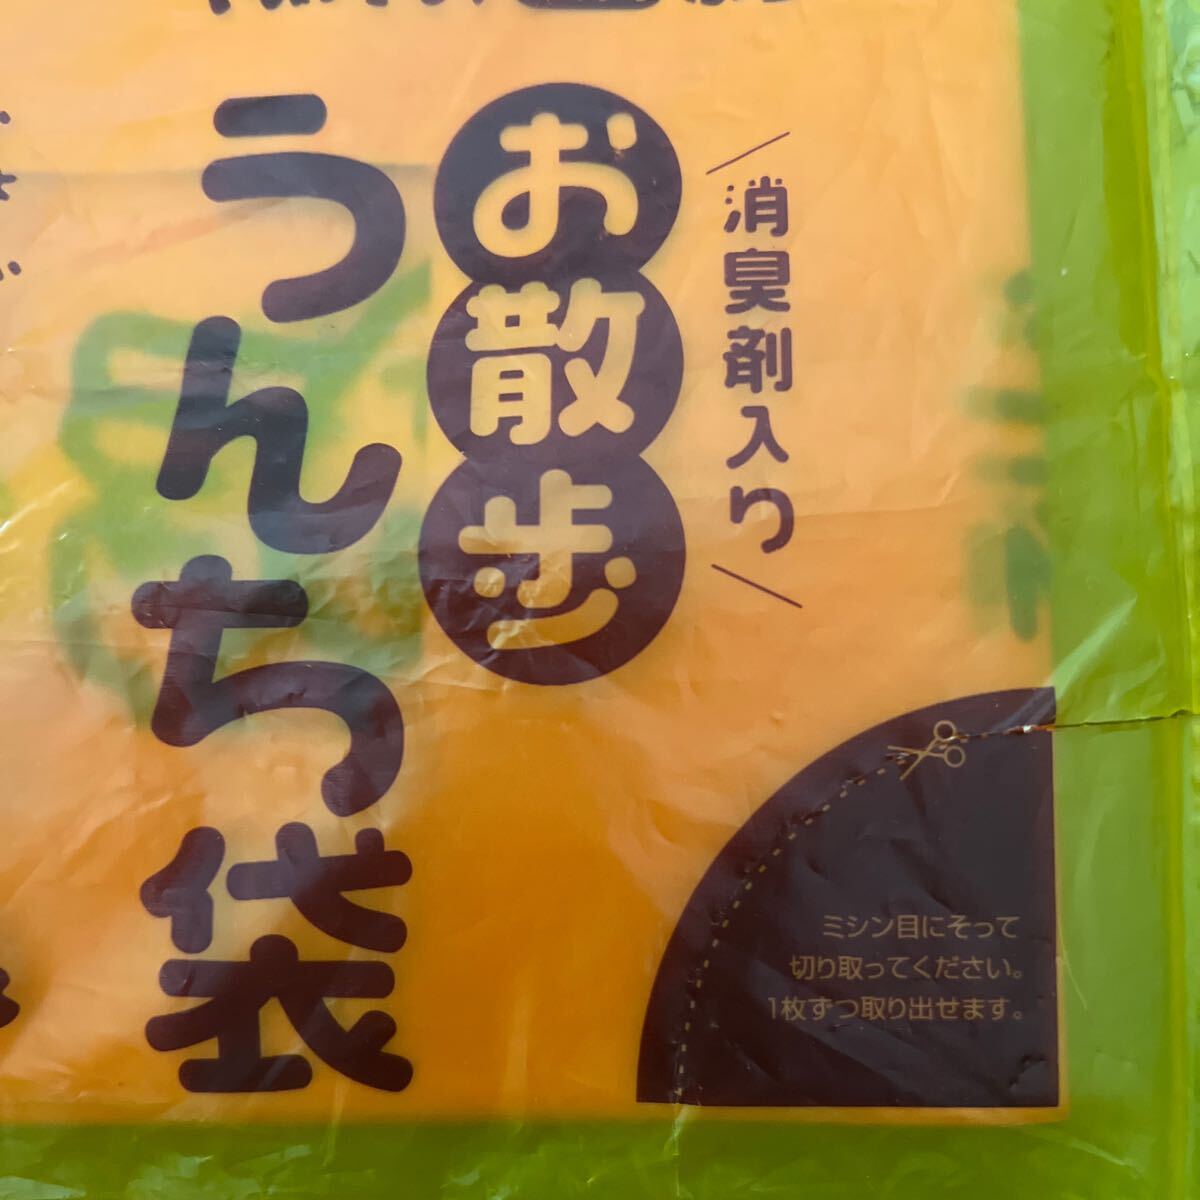 消臭剤入り
お散歩
うんち袋
ミシン目にそって
切り取ってください。
1枚ずつ取り出せます。